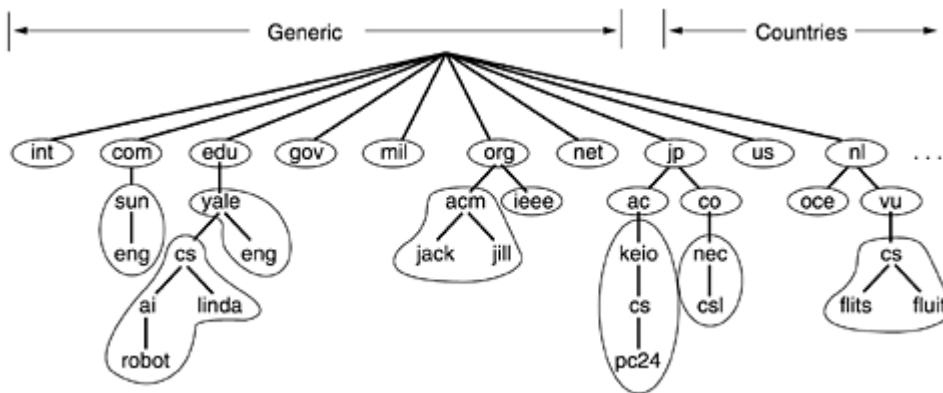 Generic Countries
int com edu gov mil org net jp us nl ...
sun yale acm ieee ac co oce vu
eng cs eng jack jill keio nec cs
ai linda cs csl flits fluit
robot pc24